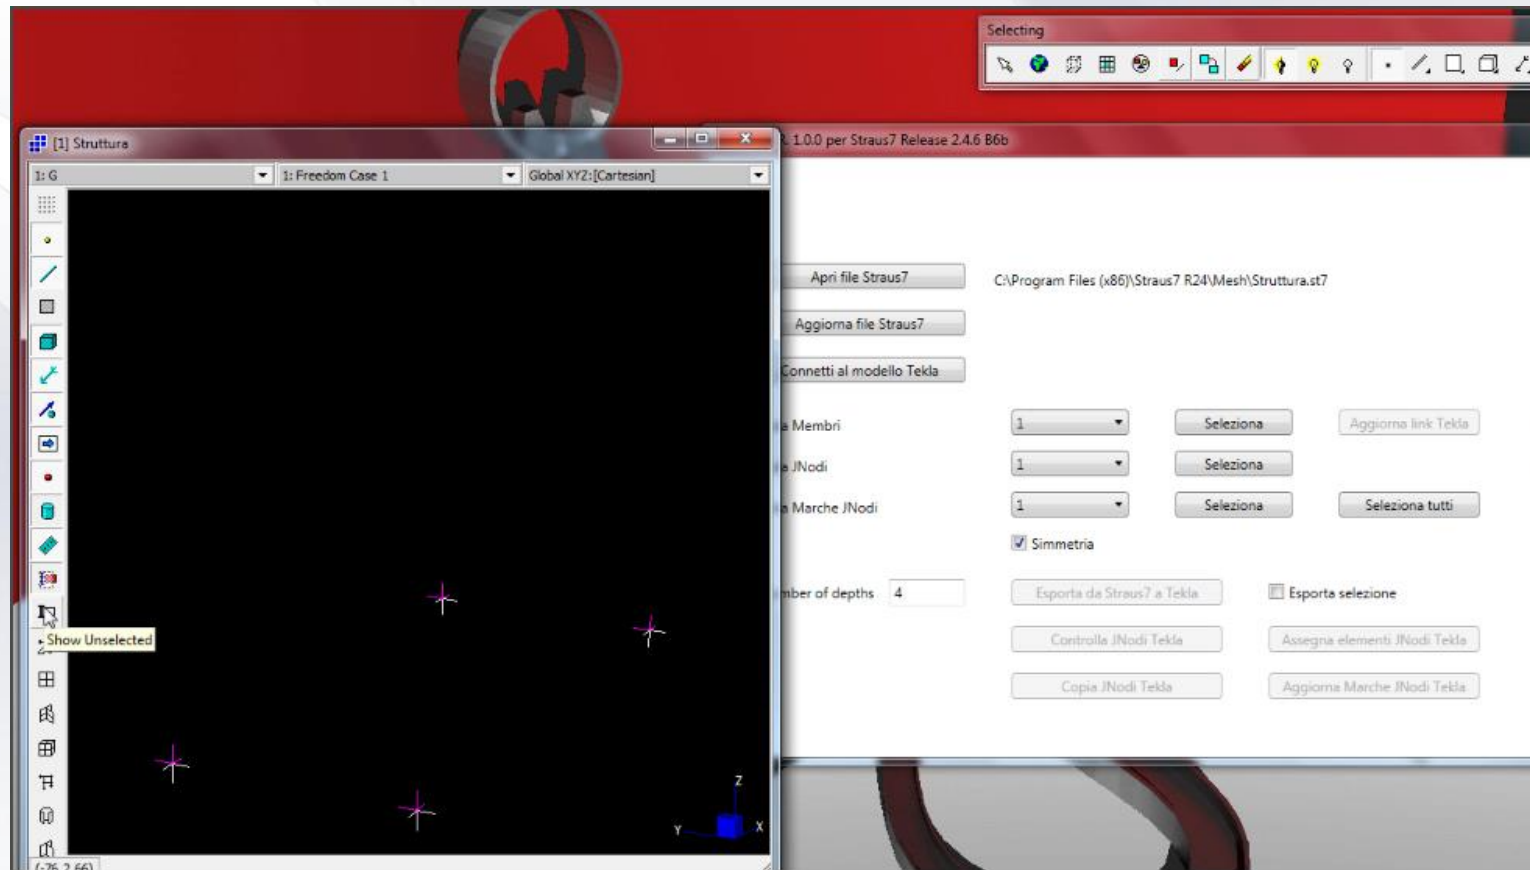 Selecting
[1] Struttura
1.0.0 per Straus7 Release 2.4.6 B6b
1: G
1: Freedom Case 1
Global XYZ:[Cartesian]
Apri file Straus7
C:\Program Files (x86)\Straus7 R24\Mesh\Struttura.st7
Aggiorna file Straus7
Connetti al modello Tekla
a Membri
1
Seleziona
Aggiorna link Tekla
a JNodi
1
Seleziona
a Marche JNodi
1
Seleziona
Seleziona tutti
Simmetria
mber of depths
4
Esporta da Straus7 a Tekla
Esporta selezione
Show Unselected
Controlla JNodi Tekla
Assegna elementi JNodi Tekla
Copia JNodi Tekla
Aggiorna Marche JNodi Tekla
Z
Y
X